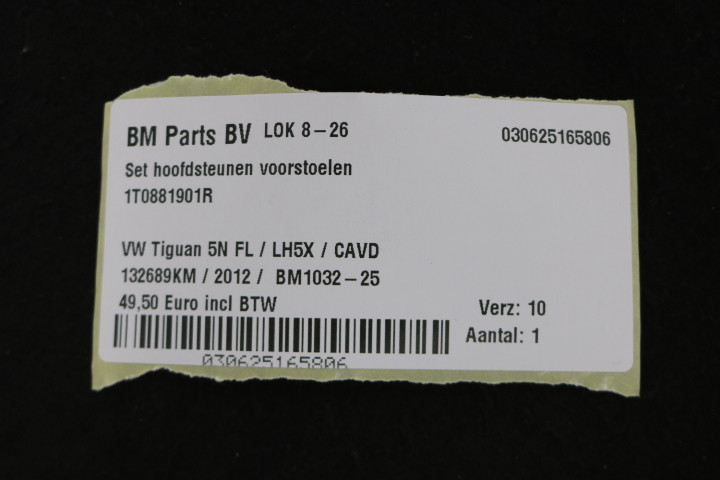 BM Parts BV LOK 8-26 030625165806
Set hoofdsteunen voorstoelen
1T0881901R
VW Tiguan 5N FL / LH5X / CAVD
132689KM / 2012 / BM1032-25
49,50 Euro incl BTW Verz: 10
Aantal: 1
030625165806